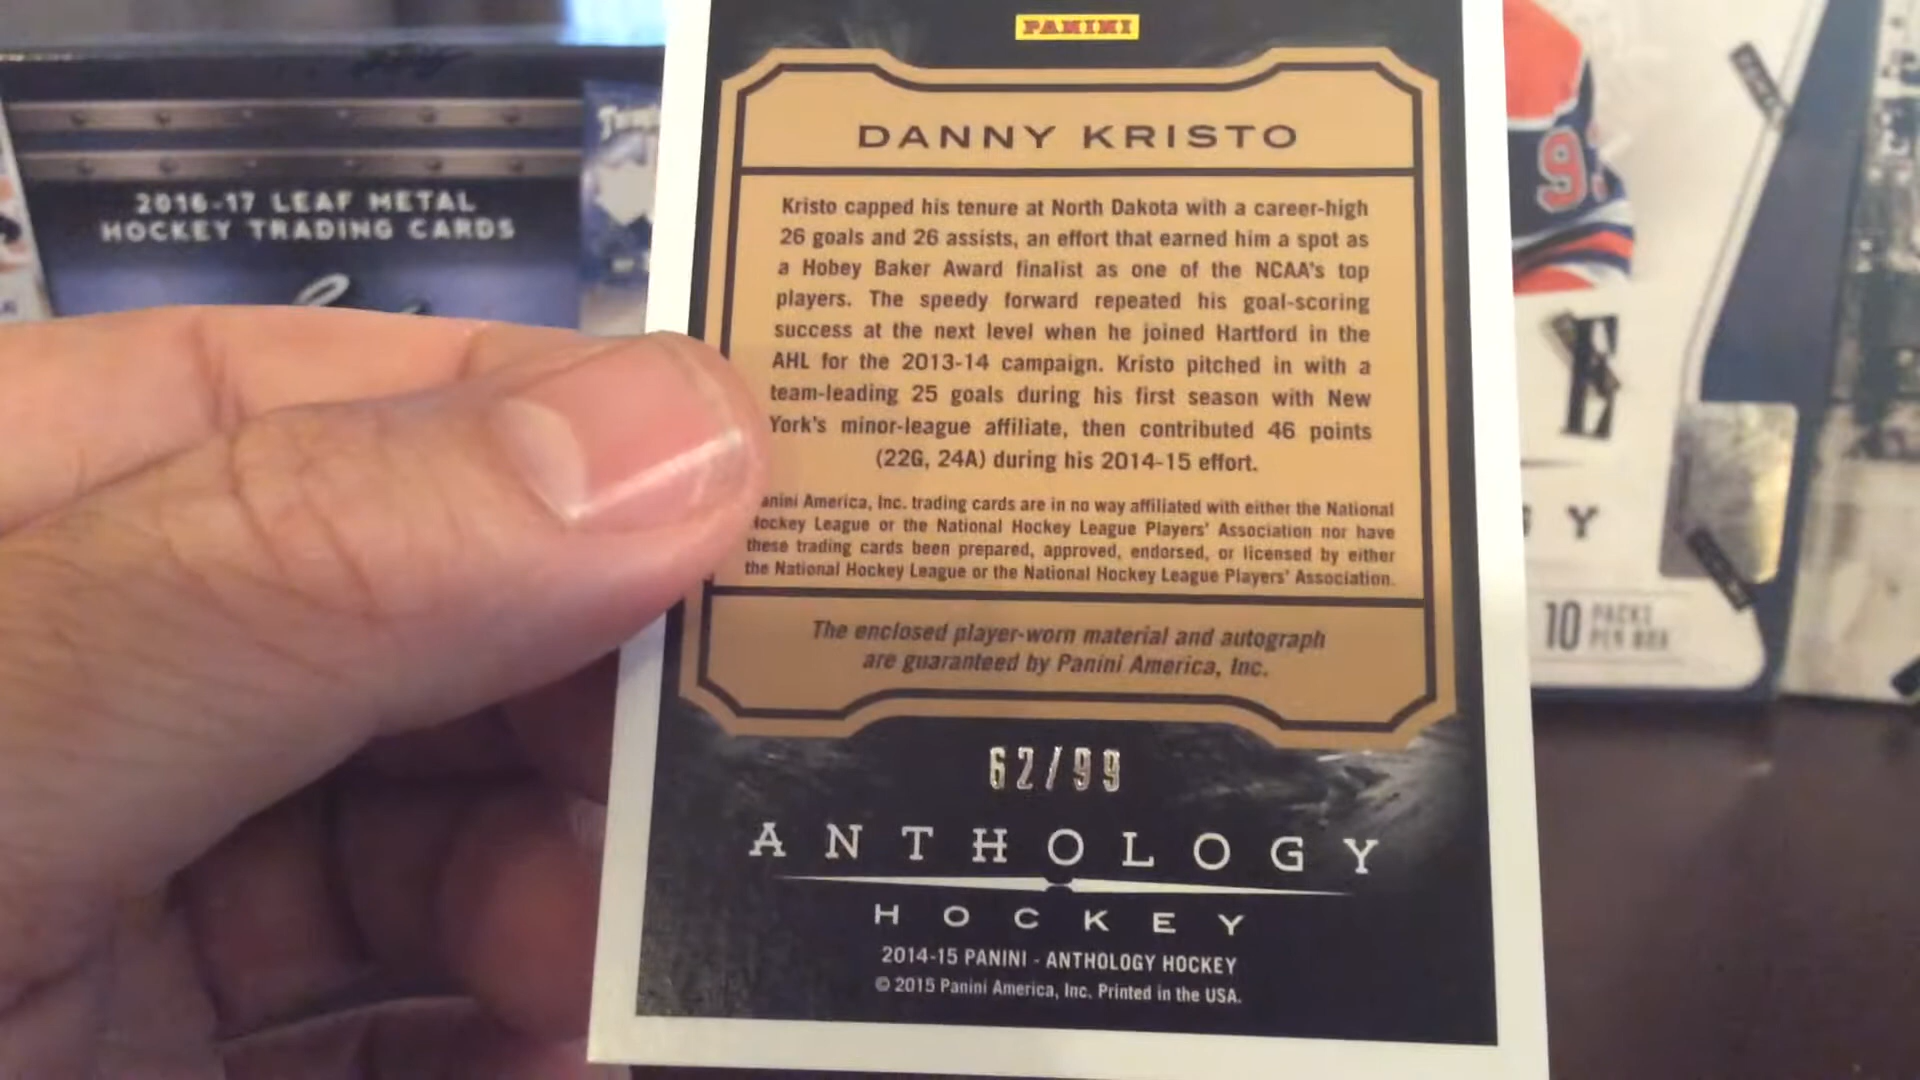 PANINI
DANNY KRISTO
Kristo capped his tenure at North Dakota with a career-high
26 goals and 26 assists, an effort that earned him a spot as
a Hobey Baker Award finalist as one of the NCAA's top
players. The speedy forward repeated his goal-scoring
success at the next level when he joined Hartford in the
AHL for the 2013-14 campaign. Kristo pitched in with a
team-leading 25 goals during his first season with New
York's minor-league affiliate, then contributed 46 points
(22G, 24A) during his 2014-15 effort.
anini America, Inc. trading cards are in no way affiliated with either the National
ockey League or the National Hockey League Players' Association nor have
these trading cards been prepared, approved, endorsed, or licensed by either
the National Hockey League or the National Hockey League Players' Association.
The enclosed player-worn material and autograph
are guaranteed by Panini America, Inc.
62/99
ANTHOLOGY
HOCKEY
2014-15 PANINI - ANTHOLOGY HOCKEY
© 2015 Panini America, Inc. Printed in the USA.
2016-17 LEAF METAL
HOCKEY TRADING CARDS
9
E
G Y
10 PACKS
PER BOX